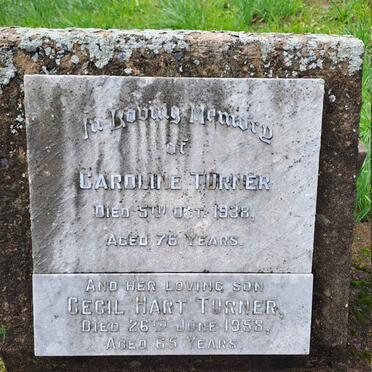 In Loving Memory
of
CAROLINE TURNER
DIED 5TH OCT. 1938,
AGED 76 YEARS.
AND HER LOVING SON
CECIL HART TURNER,
DIED 26TH JUNE 1958,
AGED 65 YEARS.